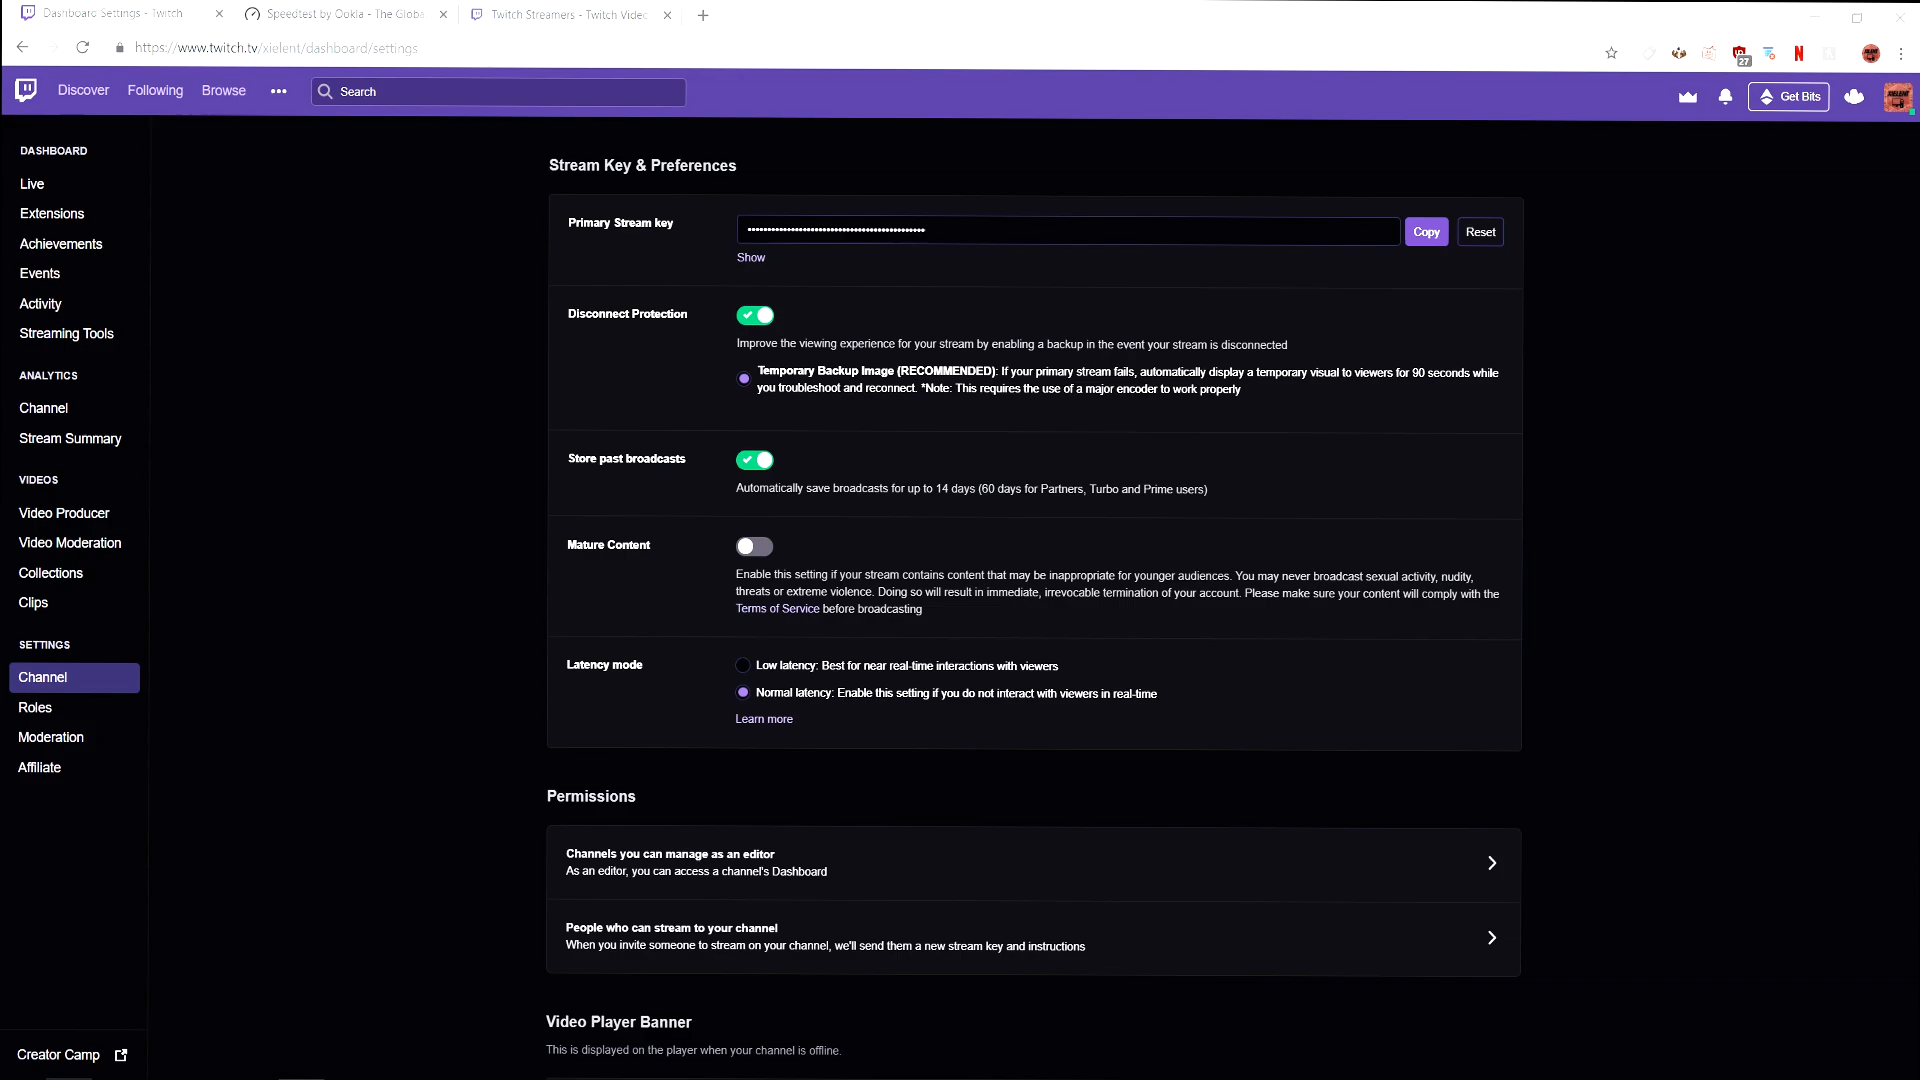 Dashboard Settings - Twitch
Speedtest by Ookla - The Globa
Twitch Streamers - Twitch Video
https://www.twitch.tv/xielent/dashboard/settings
27
Discover
Following
Browse
Search
Get Bits
DASHBOARD
Live
Extensions
Achievements
Events
Activity
Streaming Tools
ANALYTICS
Channel
Stream Summary
VIDEOS
Video Producer
Video Moderation
Collections
Clips
SETTINGS
Channel
Roles
Moderation
Affiliate
Creator Camp
Stream Key & Preferences
Primary Stream key
Copy
Reset
Show
Disconnect Protection
Improve the viewing experience for your stream by enabling a backup in the event your stream is disconnected
Temporary Backup Image (RECOMMENDED): If your primary stream fails, automatically display a temporary visual to viewers for 90 seconds while
you troubleshoot and reconnect. *Note: This requires the use of a major encoder to work properly
Store past broadcasts
Automatically save broadcasts for up to 14 days (60 days for Partners, Turbo and Prime users)
Mature Content
Enable this setting if your stream contains content that may be inappropriate for younger audiences. You may never broadcast sexual activity, nudity,
threats or extreme violence. Doing so will result in immediate, irrevocable termination of your account. Please make sure your content will comply with the
Terms of Service before broadcasting
Latency mode
Low latency: Best for near real-time interactions with viewers
Normal latency: Enable this setting if you do not interact with viewers in real-time
Learn more
Permissions
Channels you can manage as an editor
As an editor, you can access a channel's Dashboard
People who can stream to your channel
When you invite someone to stream on your channel, we'll send them a new stream key and instructions
Video Player Banner
This is displayed on the player when your channel is offline.